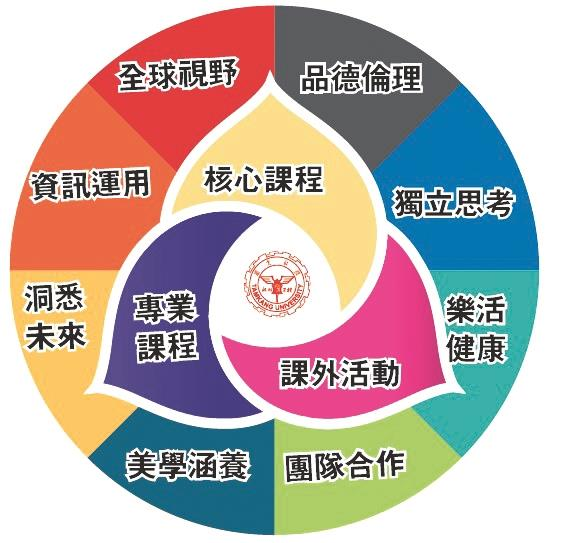 全球視野
品德倫理
資訊運用
核心課程
獨立思考
洞悉
未來
專業
課程
TAMKANG UNIVERSITY
樂活
健康
課外活動
美學涵養
團隊合作